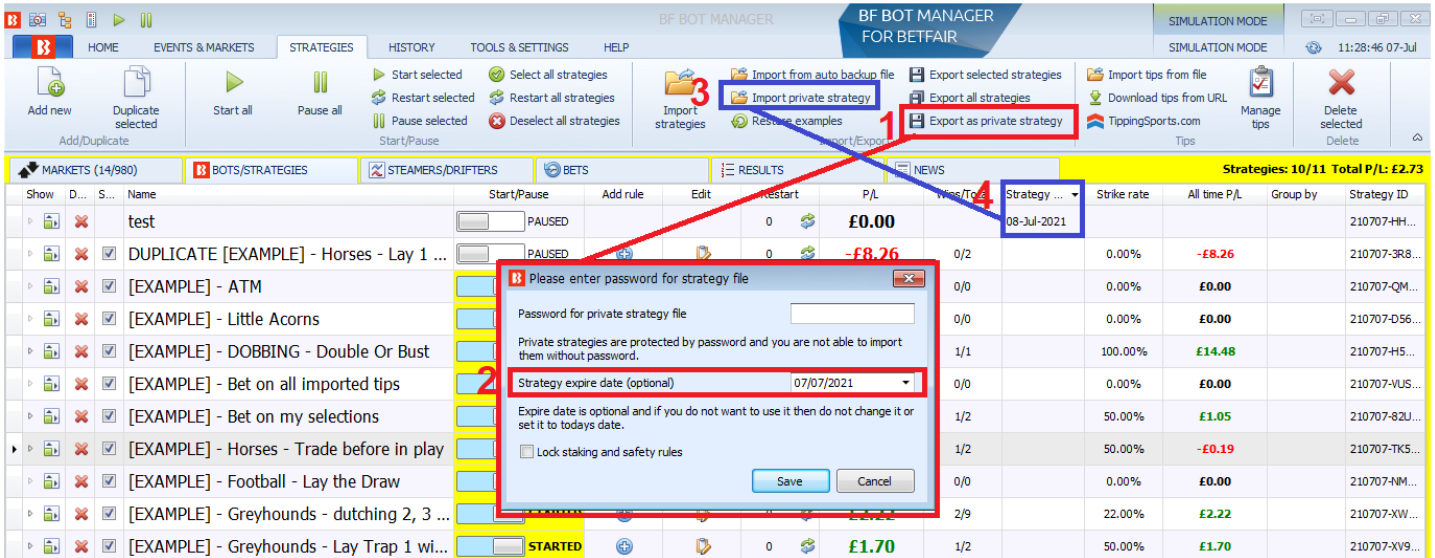 BF BOT MANAGER
BF BOT MANAGER
FOR BETFAIR
SIMULATION MODE
HOME EVENTS & MARKETS STRATEGIES HISTORY TOOLS & SETTINGS HELP
SIMULATION MODE 11:28:46 07-Jul
Add new
Duplicate selected
Add/Duplicate
Start all
Pause all
Start selected
Restart selected
Pause selected
Select all strategies
Restart all strategies
Deselect all strategies
Start/Pause
Import strategies
3
Import from auto backup file
Import private strategy
Restore examples
Export selected strategies
Export all strategies
1 Export as private strategy
Import/Export
Import tips from file
Download tips from URL
TippingSports.com
Manage tips
Tips
Delete selected
Delete
MARKETS (14/980) BOTS/STRATEGIES STEAMERS/DRIFTERS BETS RESULTS NEWS Strategies: 10/11 Total P/L: £2.73
Show D... S... Name Start/Pause Add rule Edit Restart P/L Wins/Total 4 Strategy ... Strike rate All time P/L Group by Strategy ID
test PAUSED 0 £0.00 08-Jul-2021 210707-HH...
DUPLICATE [EXAMPLE] - Horses - Lay 1 ... PAUSED 0 -£8.26 0/2 0.00% -£8.26 210707-3R8...
[EXAMPLE] - ATM 0/0 0.00% £0.00 210707-QM...
[EXAMPLE] - Little Acorns 0/0 0.00% £0.00 210707-D56...
[EXAMPLE] - DOBBING - Double Or Bust 1/1 100.00% £14.48 210707-H5...
[EXAMPLE] - Bet on all imported tips 0/0 0.00% £0.00 210707-VUS...
[EXAMPLE] - Bet on my selections 1/2 50.00% £1.05 210707-82U...
[EXAMPLE] - Horses - Trade before in play 1/2 50.00% -£0.19 210707-TK5...
[EXAMPLE] - Football - Lay the Draw 0/0 0.00% £0.00 210707-NM...
[EXAMPLE] - Greyhounds - dutching 2, 3 ... STARTED £2.22 2/9 22.00% £2.22 210707-XW...
[EXAMPLE] - Greyhounds - Lay Trap 1 wi... STARTED 0 £1.70 1/2 50.00% £1.70 210707-XV9...
Please enter password for strategy file
Password for private strategy file
Private strategies are protected by password and you are not able to import
them without password.
2 Strategy expire date (optional) 07/07/2021
Expire date is optional and if you do not want to use it then do not change it or
set it to todays date.
Lock staking and safety rules
Save Cancel